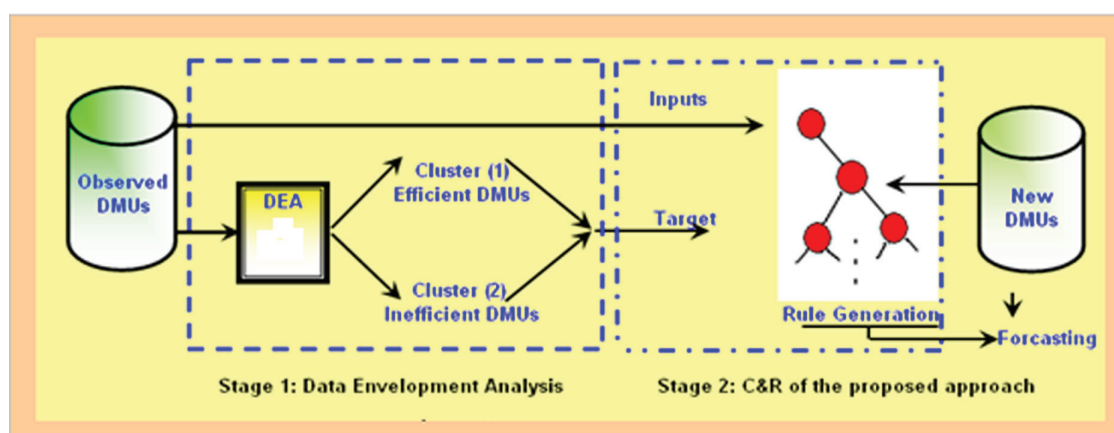 Inputs
Observed
DMUs
DEA
Cluster (1)
Efficient DMUs
Target
New
DMUs
Cluster (2)
Inefficient DMUs
Rule Generation
Forcasting
Stage 1: Data Envelopment Analysis
Stage 2: C&R of the proposed approach